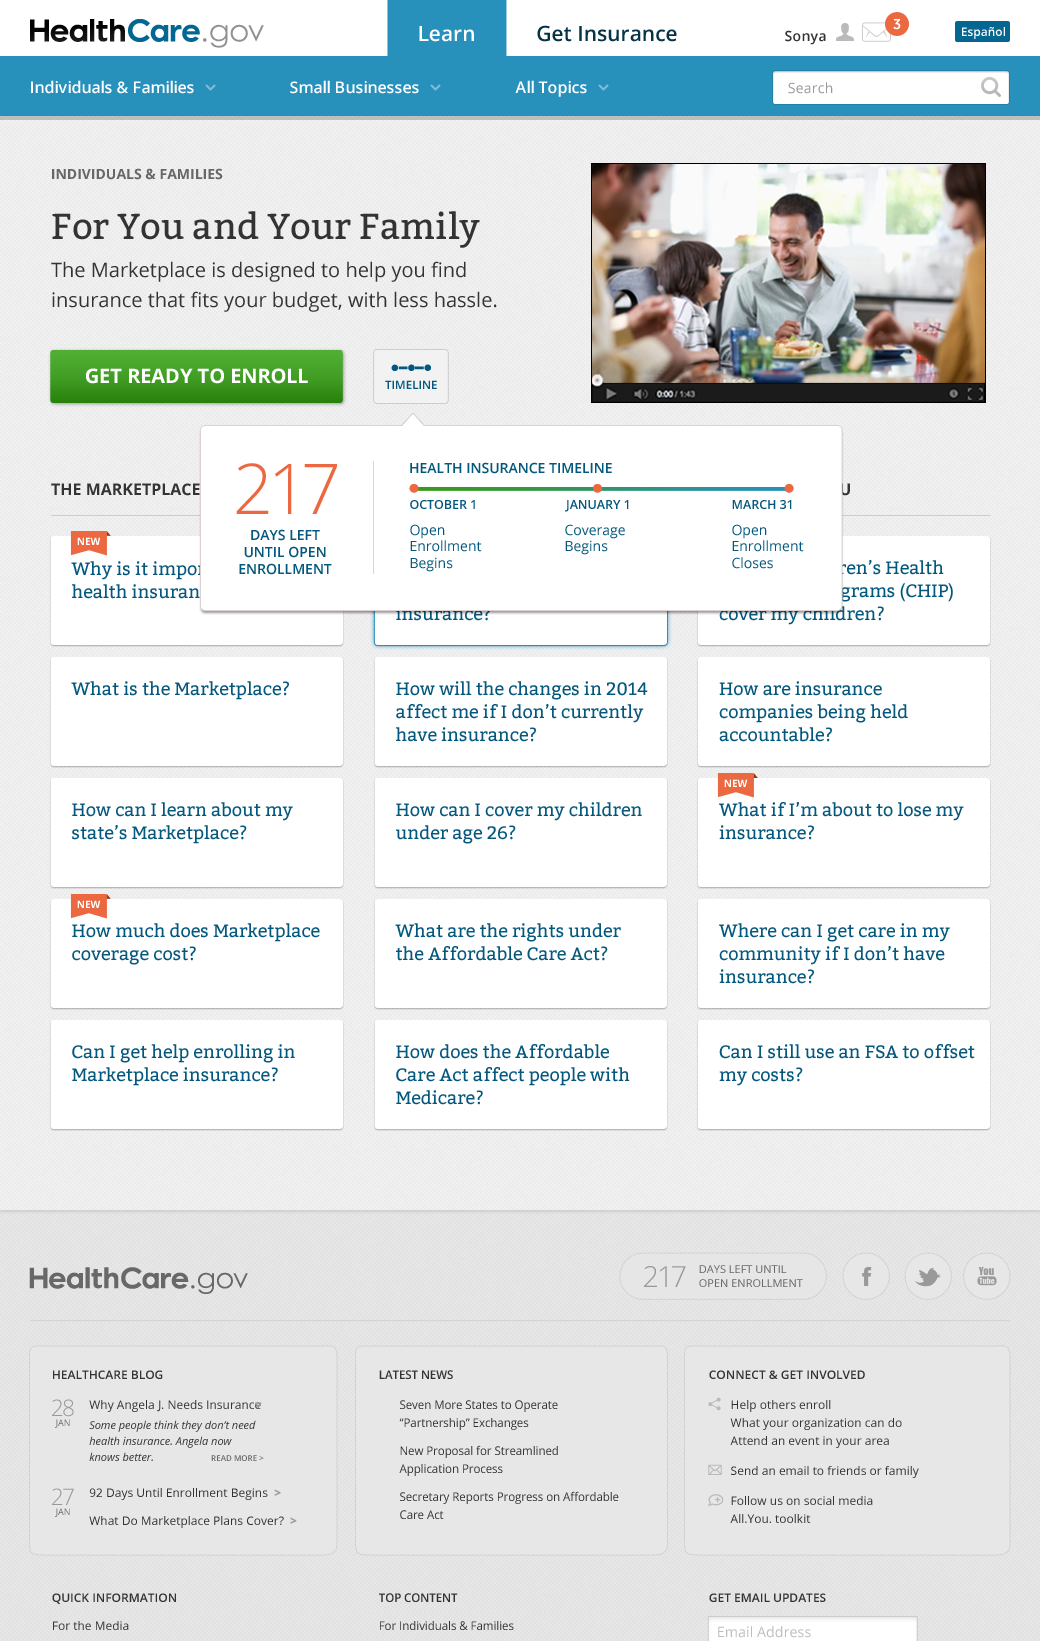 HealthCare.gov
Learn
Get Insurance
Sonya
3
Español
Individuals & Families
Small Businesses
All Topics
Search
INDIVIDUALS & FAMILIES
For You and Your Family
The Marketplace is designed to help you find
insurance that fits your budget, with less hassle.
GET READY TO ENROLL
TIMELINE
0:00 / 1:43
217
DAYS LEFT
UNTIL OPEN
ENROLLMENT
HEALTH INSURANCE TIMELINE
OCTOBER 1
Open
Enrollment
Begins
JANUARY 1
Coverage
Begins
MARCH 31
Open
Enrollment
Closes
THE MARKETPLACE
NEW
Why is it
health
insurance?
Health
(CHIP)
cover my children?
What is the Marketplace?
How will the changes in 2014
affect me if I don't currently
have insurance?
How are insurance
companies being held
accountable?
How can I learn about my
state's Marketplace?
How can I cover my children
under age 26?
NEW
What if I'm about to lose my
insurance?
NEW
How much does Marketplace
coverage cost?
What are the rights under
the Affordable Care Act?
Where can I get care in my
community if I don't have
insurance?
Can I get help enrolling in
Marketplace insurance?
How does the Affordable
Care Act affect people with
Medicare?
Can I still use an FSA to offset
my costs?
HealthCare.gov
217
DAYS LEFT UNTIL
OPEN ENROLLMENT
f
You
Tube
HEALTHCARE BLOG
28
JAN
Why Angela J. Needs Insurance
Some people think they don't need
health insurance. Angela now
knows better.
READ MORE >
27
JAN
92 Days Until Enrollment Begins >
What Do Marketplace Plans Cover? >
LATEST NEWS
Seven More States to Operate
“Partnership” Exchanges
New Proposal for Streamlined
Application Process
Secretary Reports Progress on Affordable
Care Act
CONNECT & GET INVOLVED
Help others enroll
What your organization can do
Attend an event in your area
Send an email to friends or family
Follow us on social media
All.You. toolkit
QUICK INFORMATION
For the Media
TOP CONTENT
For Individuals & Families
GET EMAIL UPDATES
Email Address